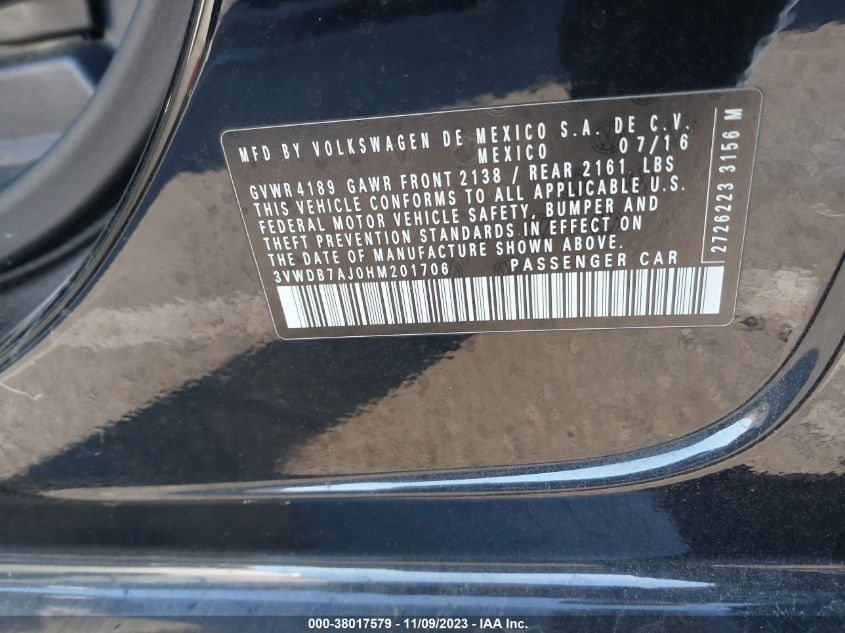 MFD BY VOLKSWAGEN DE MEXICO S.A. DE C.V.
MEXICO 07/16
GVWR 4189 GAWR FRONT 2138 / REAR 2161 LBS
THIS VEHICLE CONFORMS TO ALL APPLICABLE U.S.
FEDERAL MOTOR VEHICLE SAFETY, BUMPER AND
THEFT PREVENTION STANDARDS IN EFFECT ON
THE DATE OF MANUFACTURE SHOWN ABOVE.
3VWDB7AJ0HM201706 PASSENGER CAR
2726223 3156 M
000-38017579 - 11/09/2023 - IAA Inc.